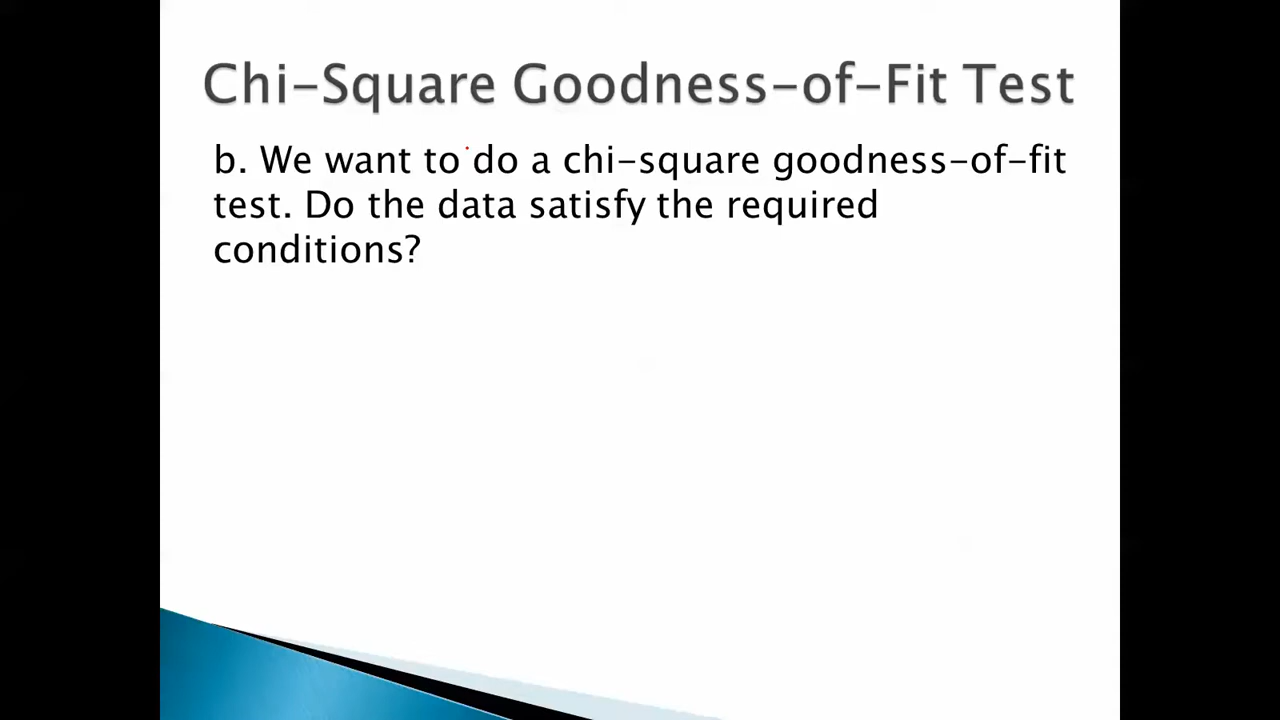 Chi-Square Goodness-of-Fit Test
b. We want to do a chi-square goodness-of-fit
test. Do the data satisfy the required
conditions?